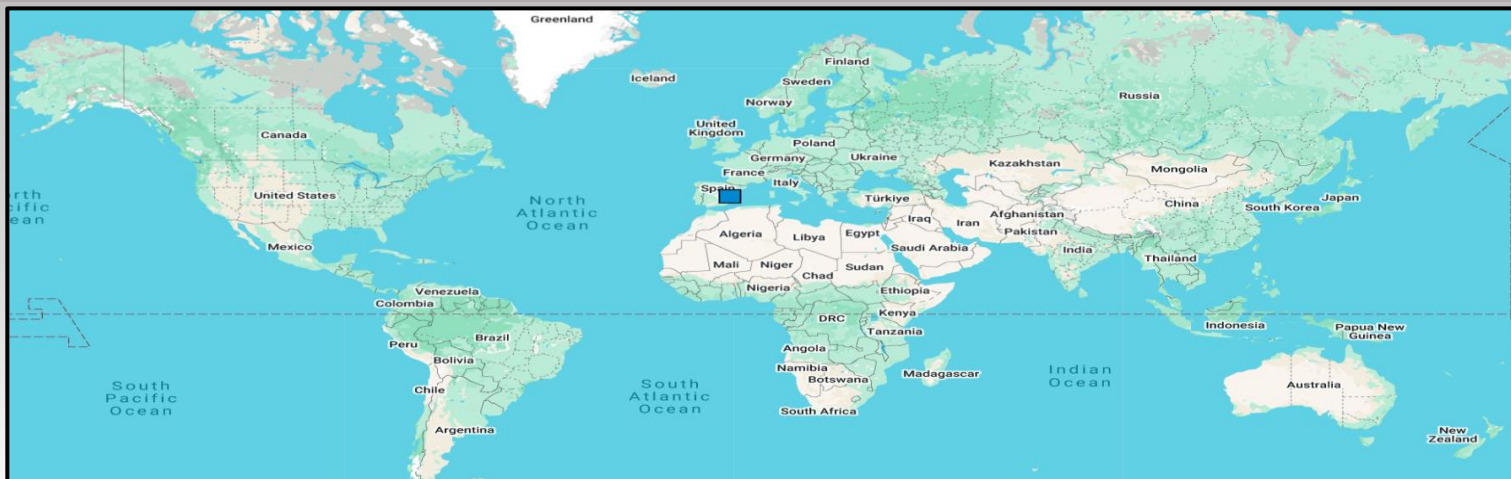 Greenland
Iceland
Finland
Sweden
Norway
Russia
Canada
United
Kingdom
Poland
Germany
Ukraine
France
Kazakhstan
Mongolia
Italy
Spain
United States
North
Atlantic
Ocean
orth
cific
ean
Türkiye
China
Japan
South Korea
Afghanistan
Iraq
Iran
Pakistan
Algeria
Libya
Egypt
Saudi Arabia
India
Mexico
Mali
Niger
Chad
Sudan
Thailand
Nigeria
Ethiopia
Venezuela
Colombia
Kenya
DRC
Tanzania
Indonesia
Papua New
Guinea
Brazil
Peru
Bolivia
Angola
Namibia
Botswana
Madagascar
Indian
Ocean
South
Pacific
Ocean
Chile
South
Atlantic
Ocean
Australia
South Africa
Argentina
New
Zealand